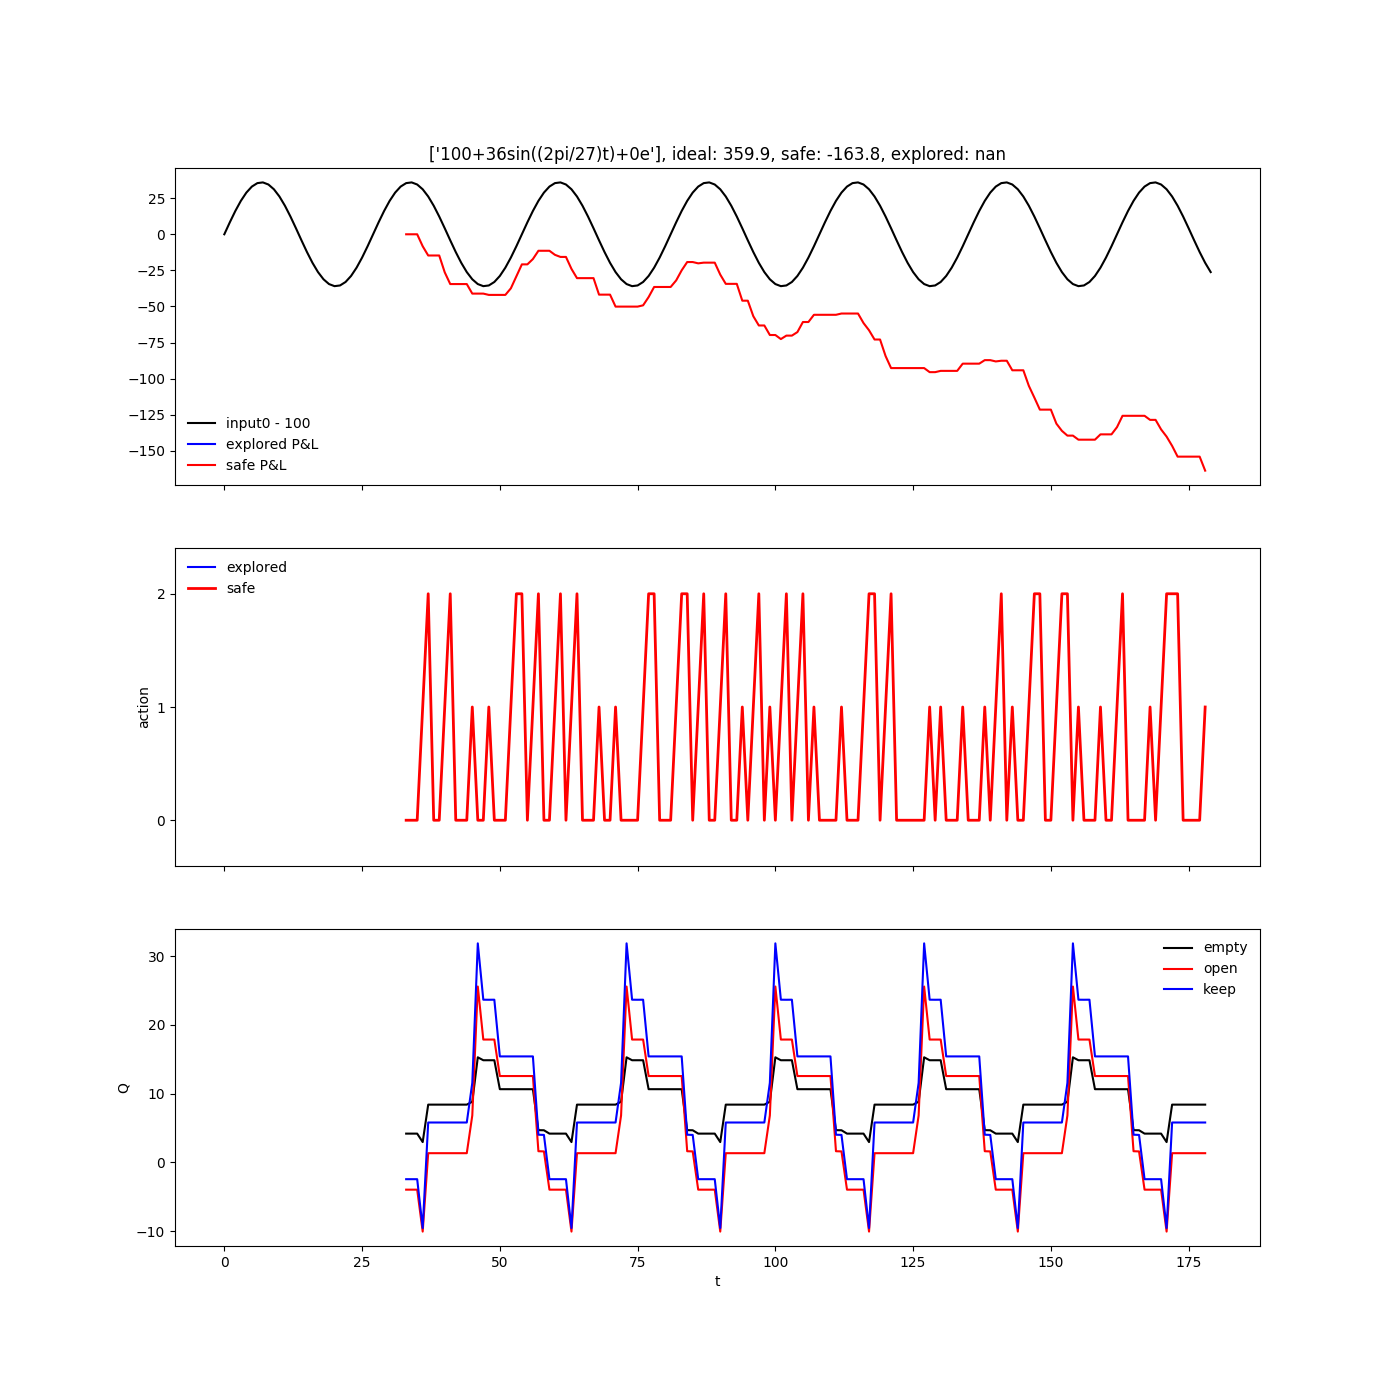 ['100+36sin((2pi/27)t)+0e'], ideal: 359.9, safe: -163.8, explored: nan
25
0
−25
−50
−75
−100
−125
−150
input0 - 100
explored P&L
safe P&L
explored
safe
2
1
0
action
empty
open
keep
30
20
10
0
−10
Q
0
25
50
75
100
125
150
175
t